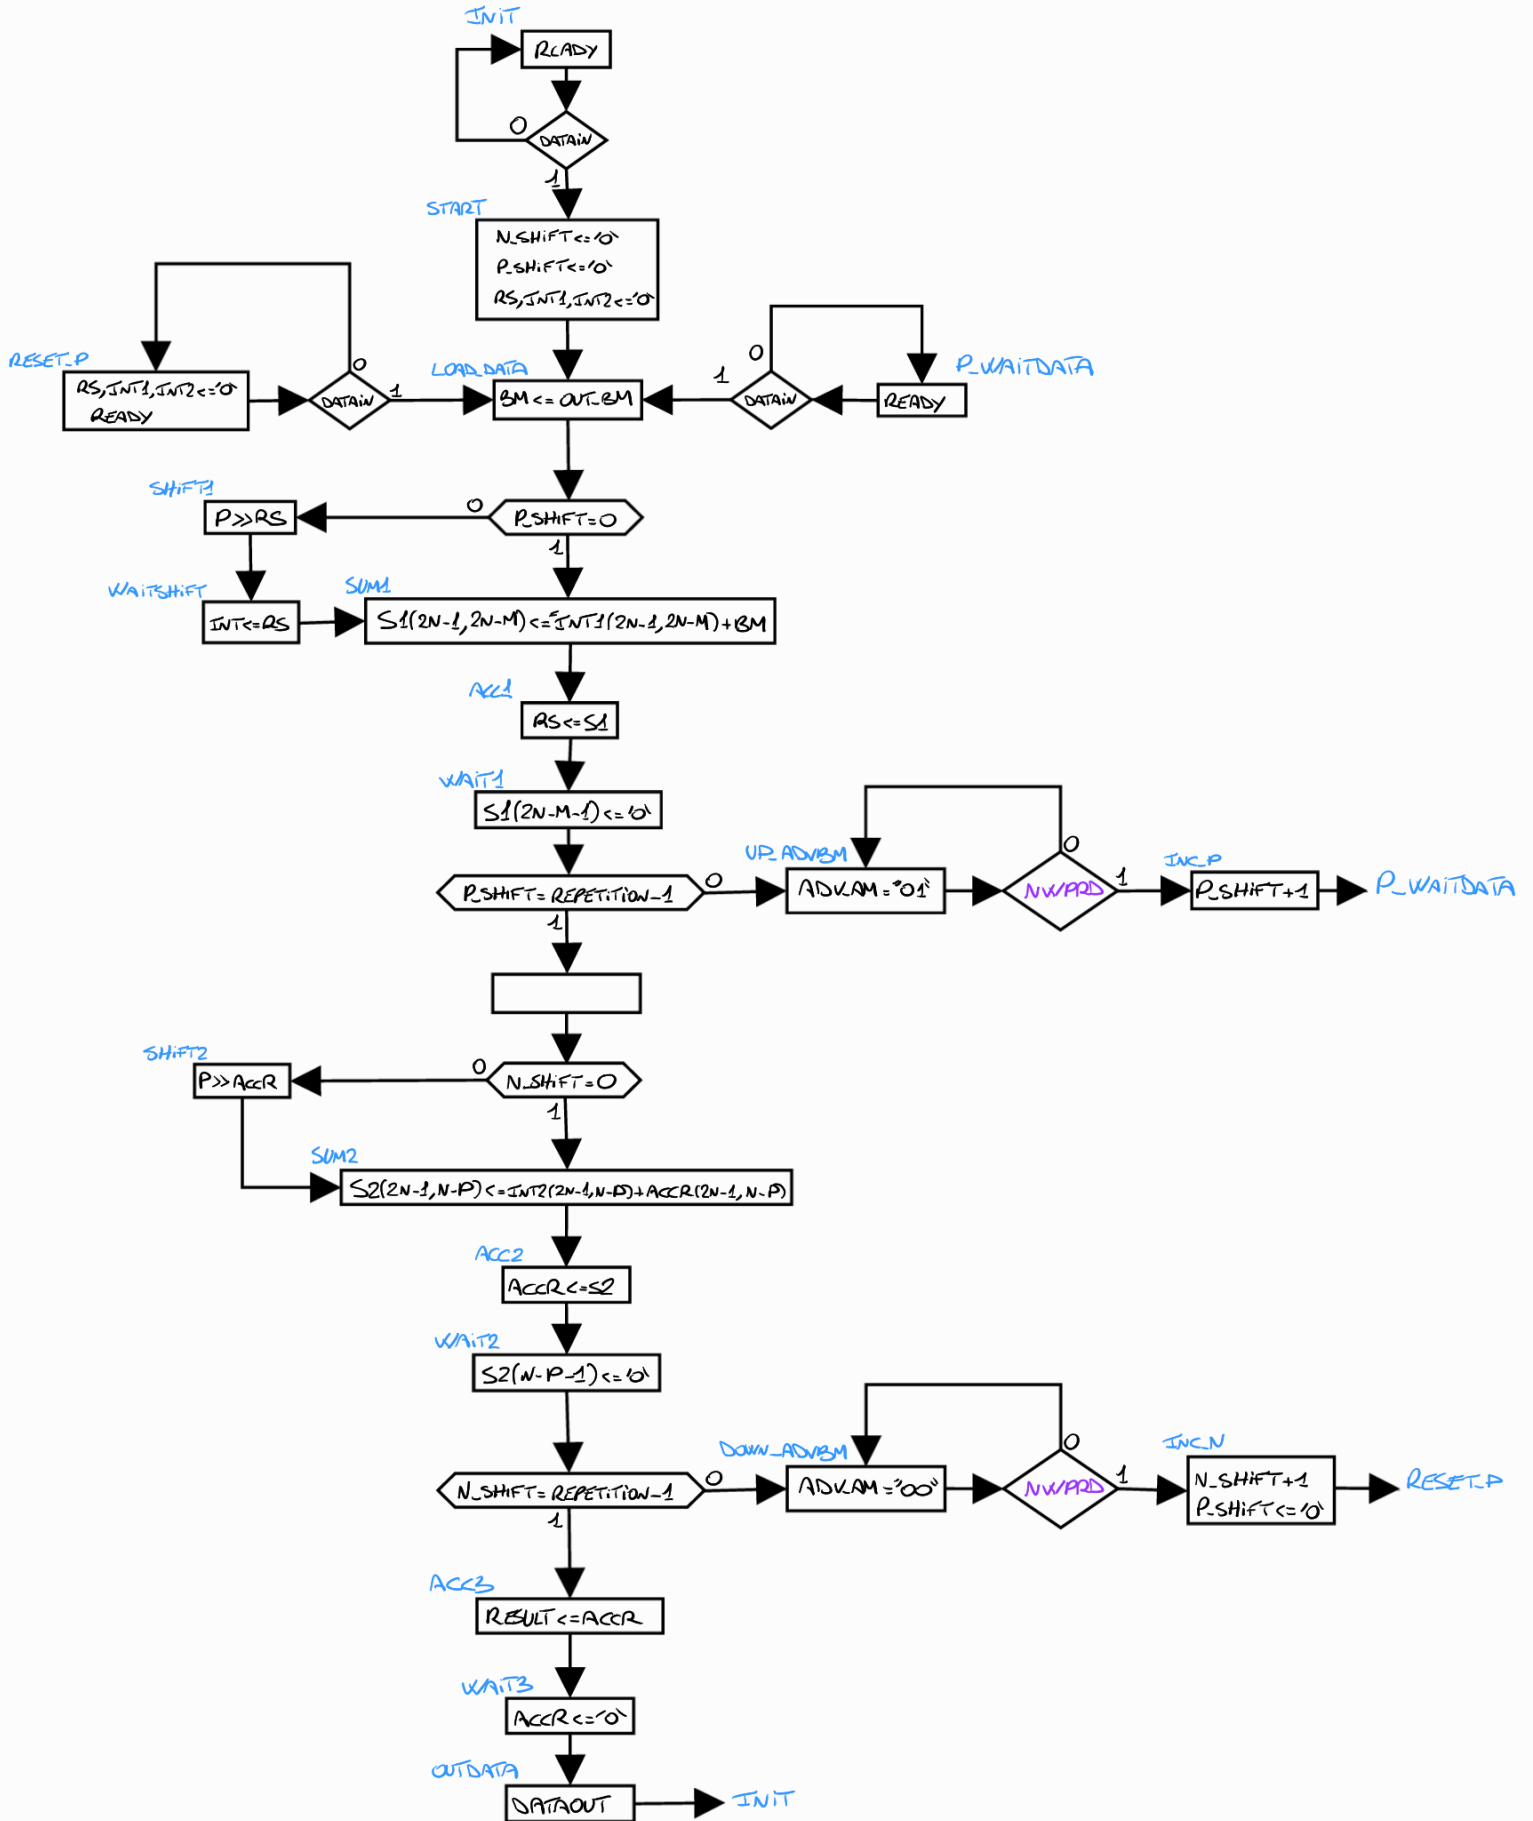 INIT
READY
0
DATAIN
1
START
N_SHIFT<='0'
P_SHIFT<='0'
RS,INT1,INT2<='0'
RESET_P
0
LOAD_DATA
0
P_WAITDATA
RS,INT1,INT2<='0'
READY
DATAIN
1
BM<=OUT_BM
1
DATAIN
READY
SHIFT1
P>>RS
0
P_SHIFT=0
1
WAITSHIFT
SUM1
INT<=RS
S1(2N-1,2N-M)<=INT1(2N-1,2N-M)+BM
ACC1
RS<=S1
WAIT1
S1(2N-M-1)<='0'
UP_ADVBM
0
INC_P
P_SHIFT=REPETITION-1
0
ADV_AM="01"
NWPRD
1
P_SHIFT+1
P_WAITDATA
1
SHIFT2
P>>ACCR
0
N_SHIFT=0
1
SUM2
S2(2N-1,N-P)<=INT2(2N-1,N-P)+ACCR(2N-1,N-P)
ACC2
ACCR<=S2
WAIT2
S2(N-P-1)<='0'
DOWN_ADVBM
0
INC_N
N_SHIFT=REPETITION-1
0
ADV_AM="00"
NWPRD
1
N_SHIFT+1
P_SHIFT<='0'
RESET_P
1
ACC3
RESULT<=ACCR
WAIT3
ACCR<='0'
OUTDATA
DATAOUT
INIT